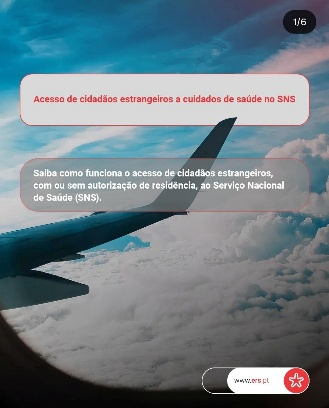 1/6
Acesso de cidadãos estrangeiros a cuidados de saúde no SNS
Saiba como funciona o acesso de cidadãos estrangeiros,
com ou sem autorização de residência, ao Serviço Nacional
de Saúde (SNS).
www.ers.pt